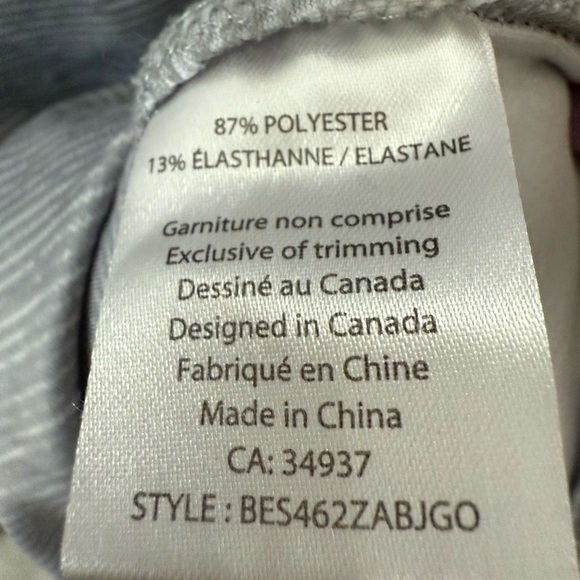 87% POLYESTER
13% ÉLASTHANNE / ELASTANE
Garniture non comprise
Exclusive of trimming
Dessiné au Canada
Designed in Canada
Fabriqué en Chine
Made in China
CA: 34937
STYLE : BES462ZABJGO